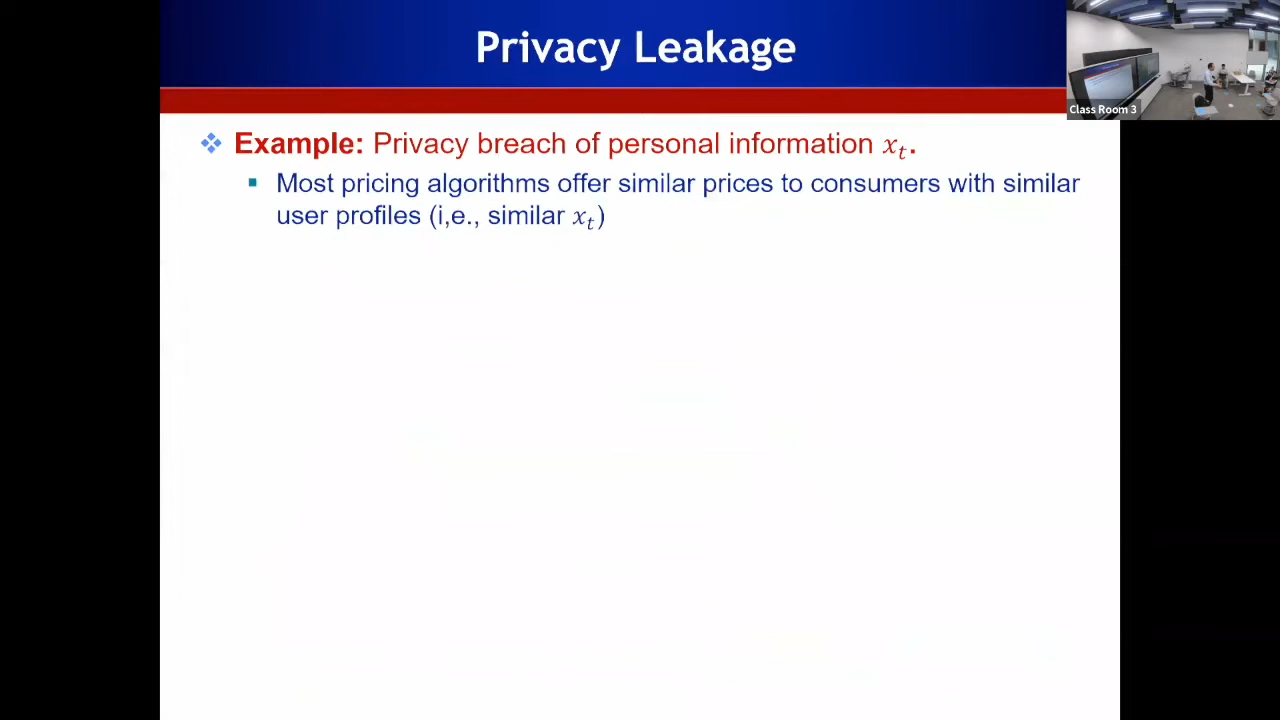 Privacy Leakage
Class Room 3
Example: Privacy breach of personal information xₜ.
Most pricing algorithms offer similar prices to consumers with similar
user profiles (i,e., similar xₜ)